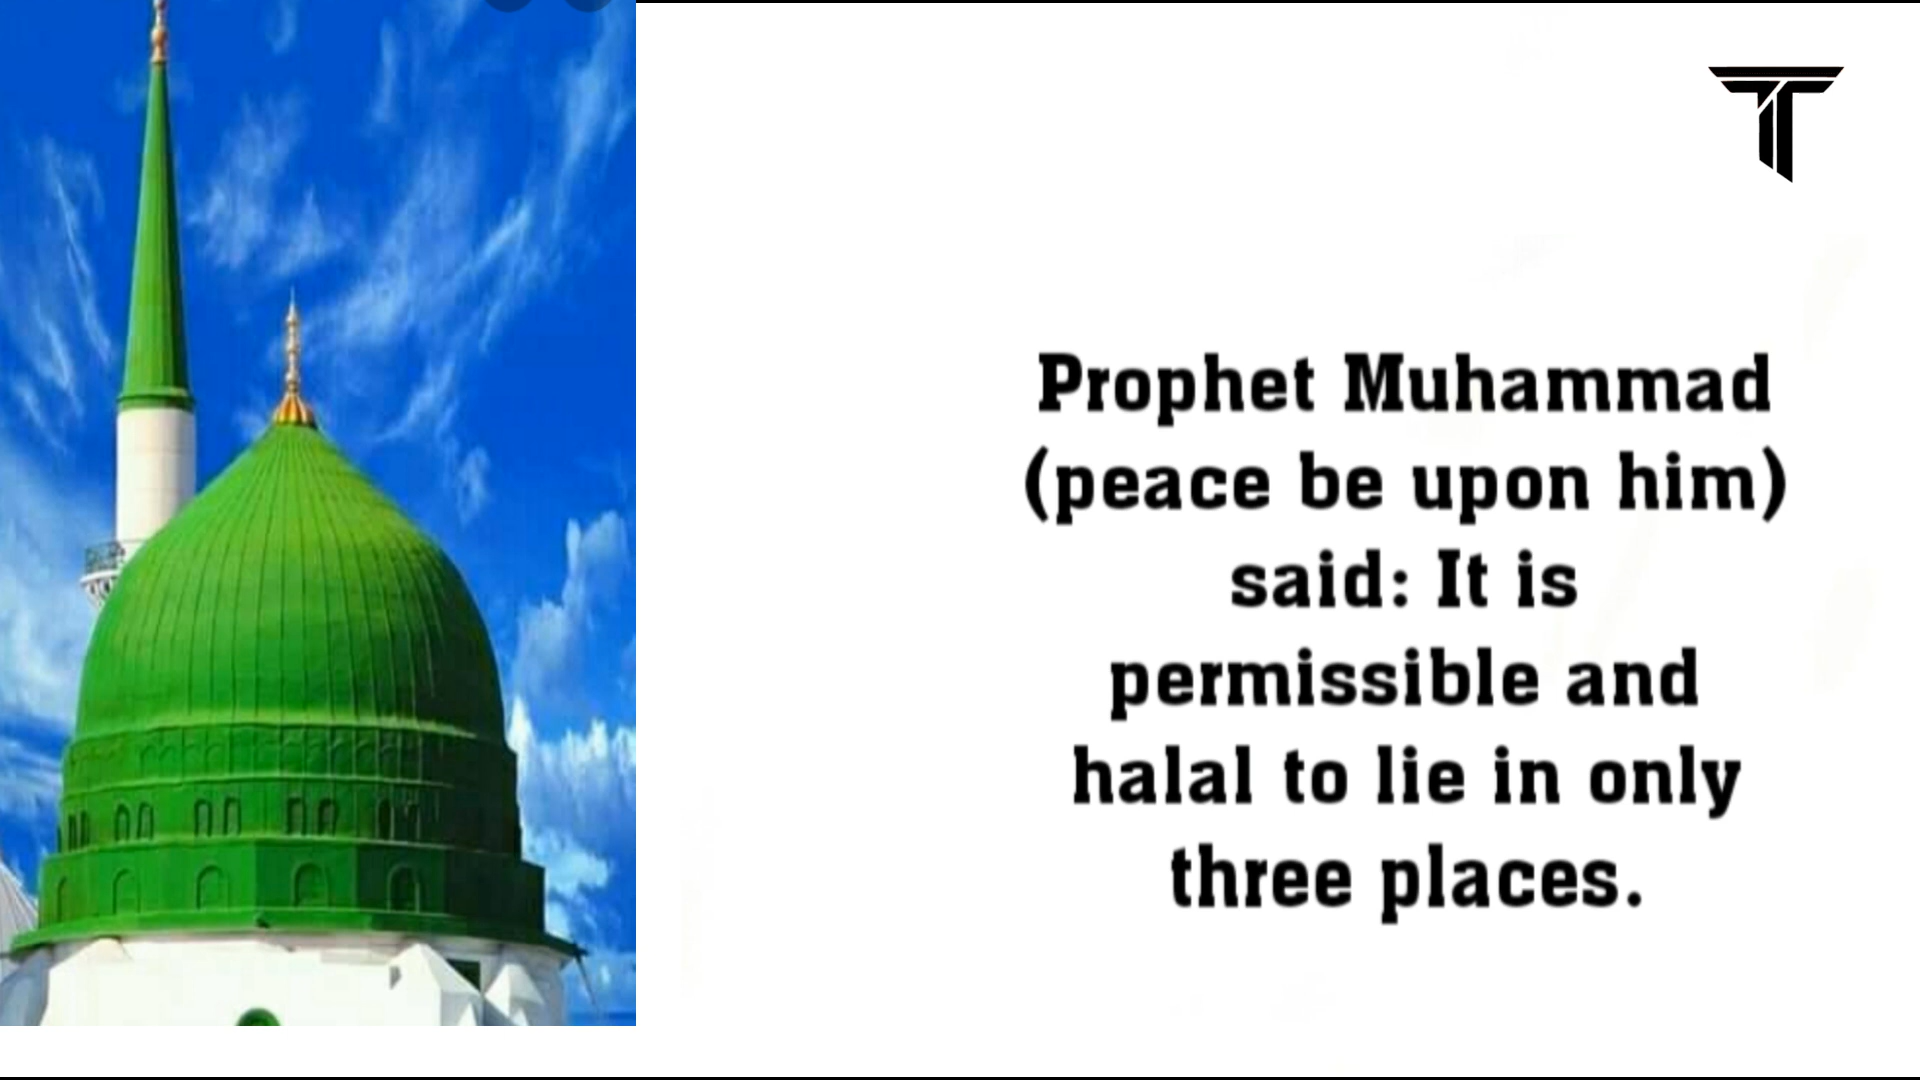 Prophet Muhammad
(peace be upon him)
said: It is
permissible and
halal to lie in only
three places.